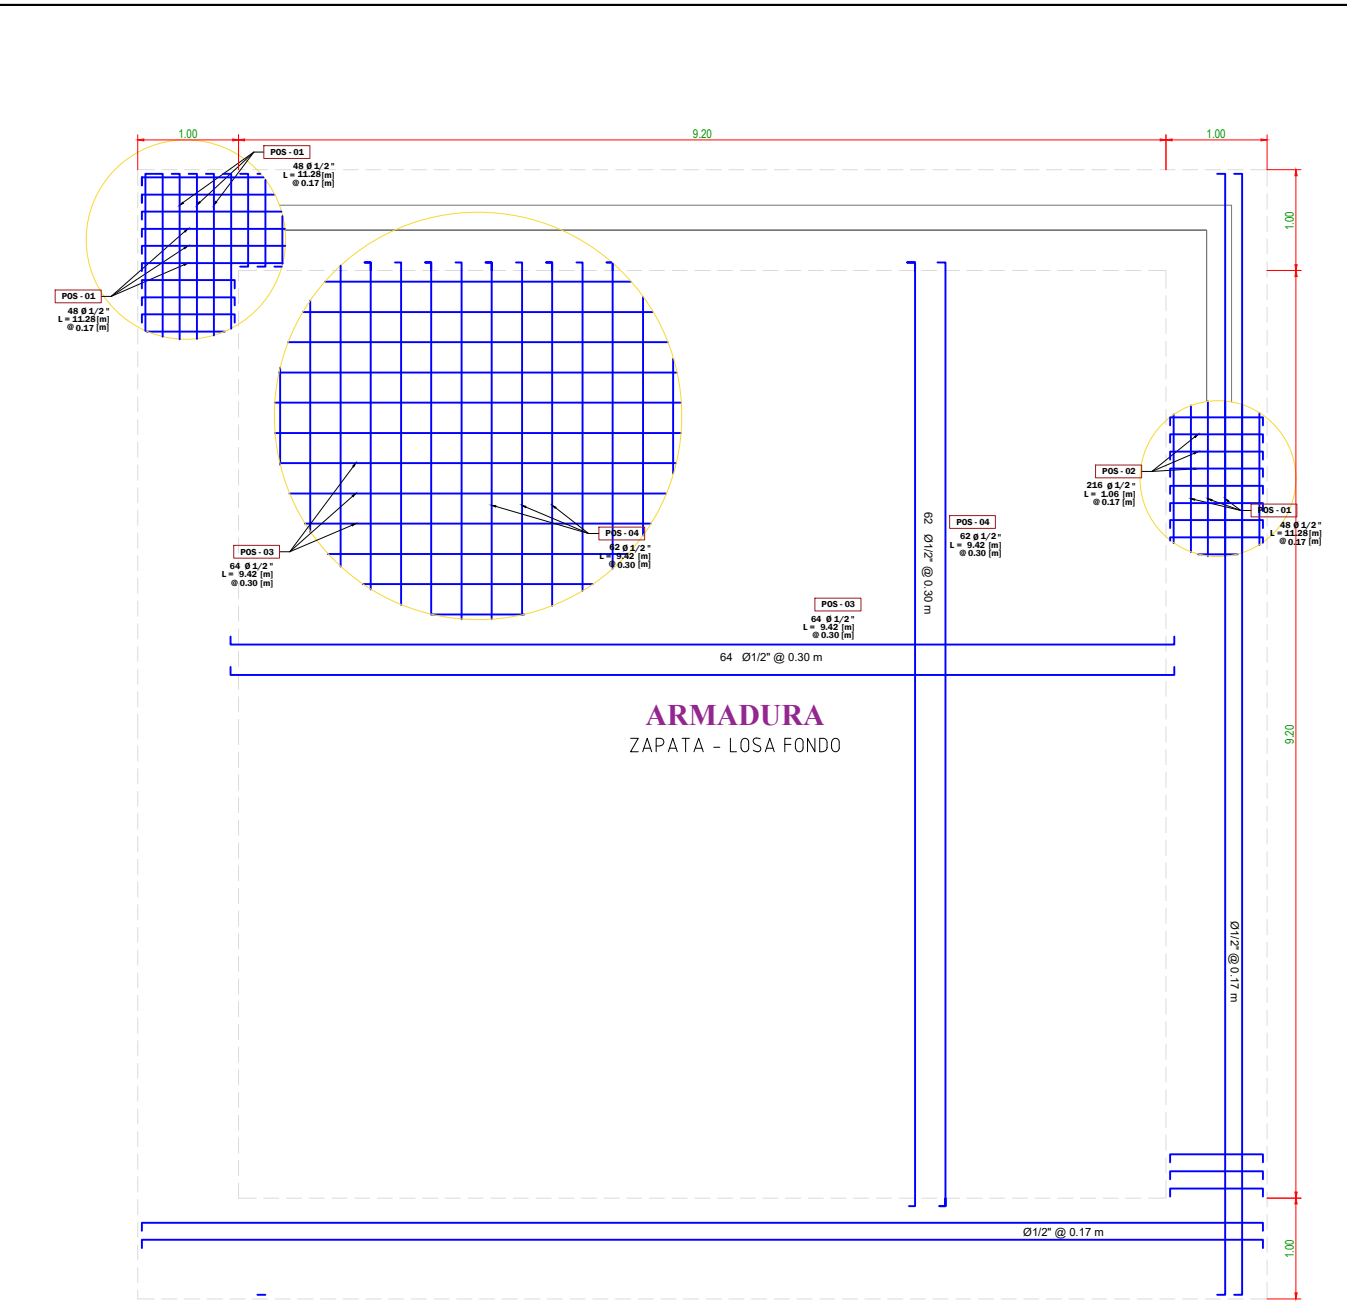 1.00
9.20
1.00
POS - 01
48 Ø 1/2"
L = 11.28 [m]
@ 0.17 [m]
1.00
POS - 01
48 Ø 1/2"
L = 11.28 [m]
@ 0.17 [m]
POS - 02
216 Ø 1/2"
L = 1.06 [m]
@ 0.17 [m]
POS - 01
48 Ø 1/2"
L = 11.28 [m]
@ 0.17 [m]
62 Ø1/2" @ 0.30 m
POS - 04
62 Ø 1/2"
L = 9.42 [m]
@ 0.30 [m]
POS - 04
62 Ø 1/2"
L = 9.42 [m]
@ 0.30 [m]
POS - 03
64 Ø 1/2"
L = 9.42 [m]
@ 0.30 [m]
POS - 03
64 Ø 1/2"
L = 9.42 [m]
@ 0.30 [m]
64 Ø1/2" @ 0.30 m
ARMADURA
ZAPATA - LOSA FONDO
9.20
Ø1/2" @ 0.17 m
Ø1/2" @ 0.17 m
1.00